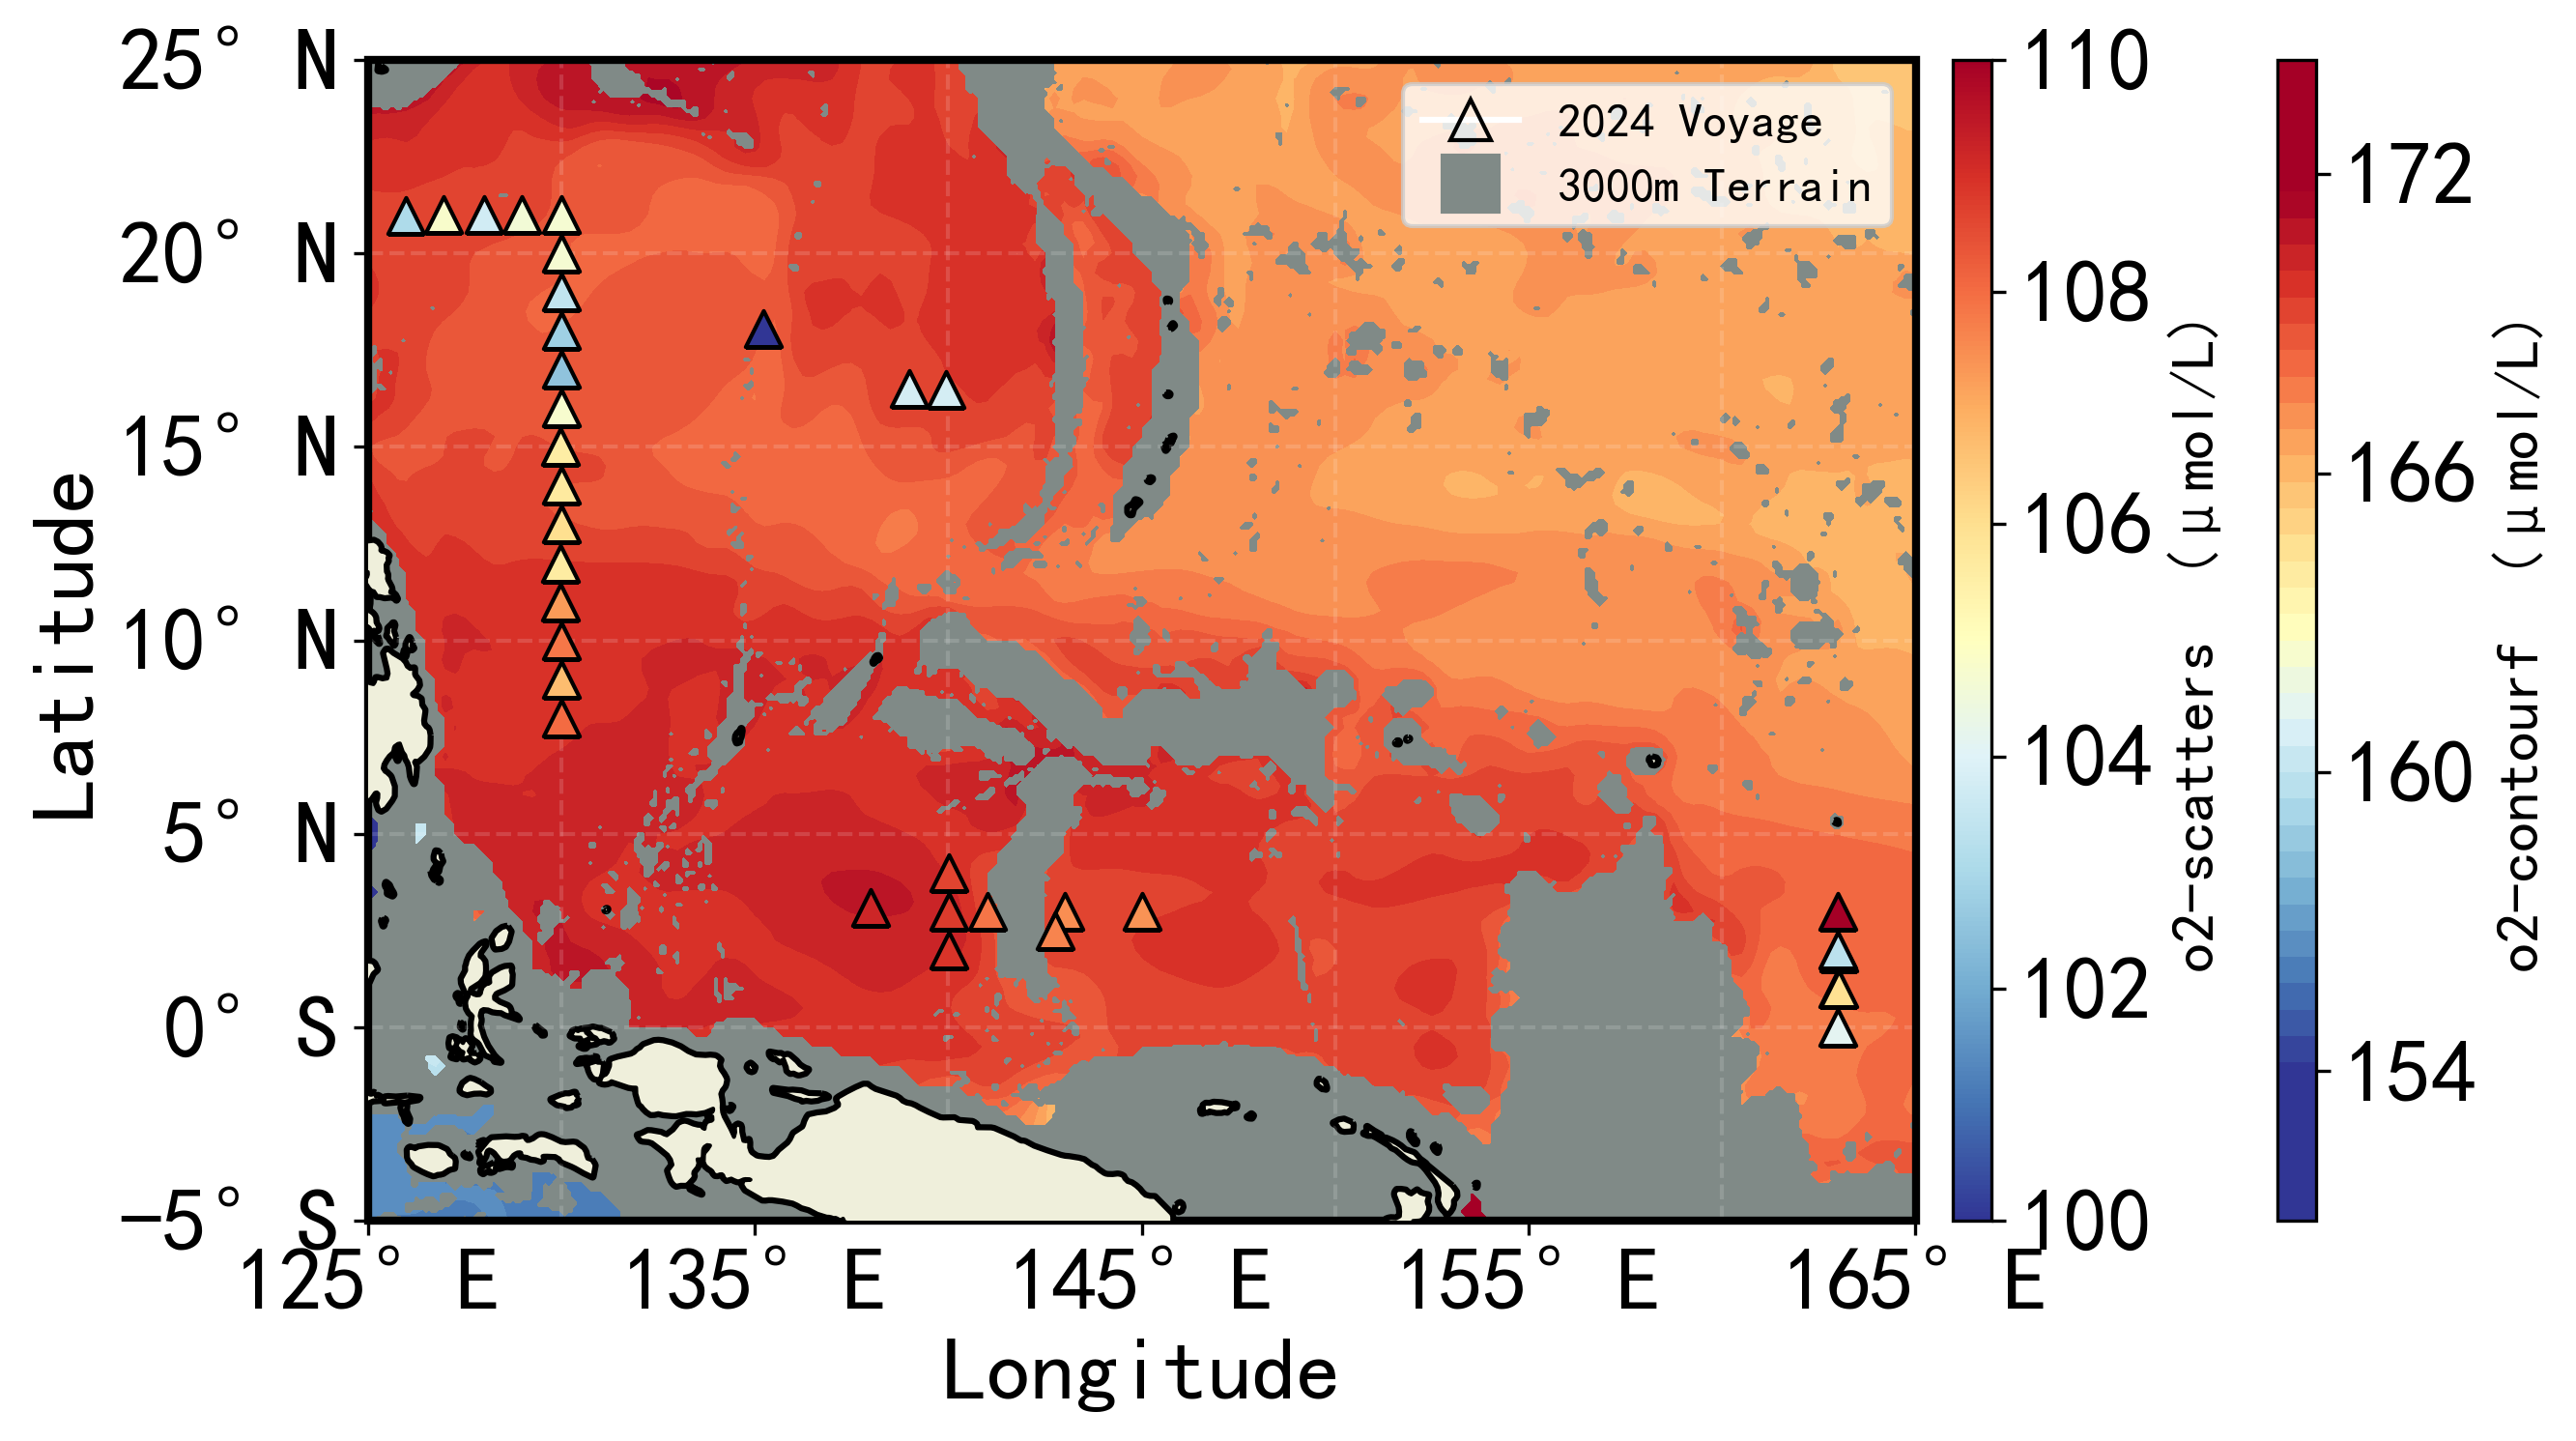 25° N
20° N
15° N
10° N
5° N
0° S
−5° S
Latitude
125° E
135° E
145° E
155° E
165° E
Longitude
2024 Voyage
3000m Terrain
110
108
106
104
102
100
o2-scatters (μmol/L)
172
166
160
154
o2-contourf (μmol/L)